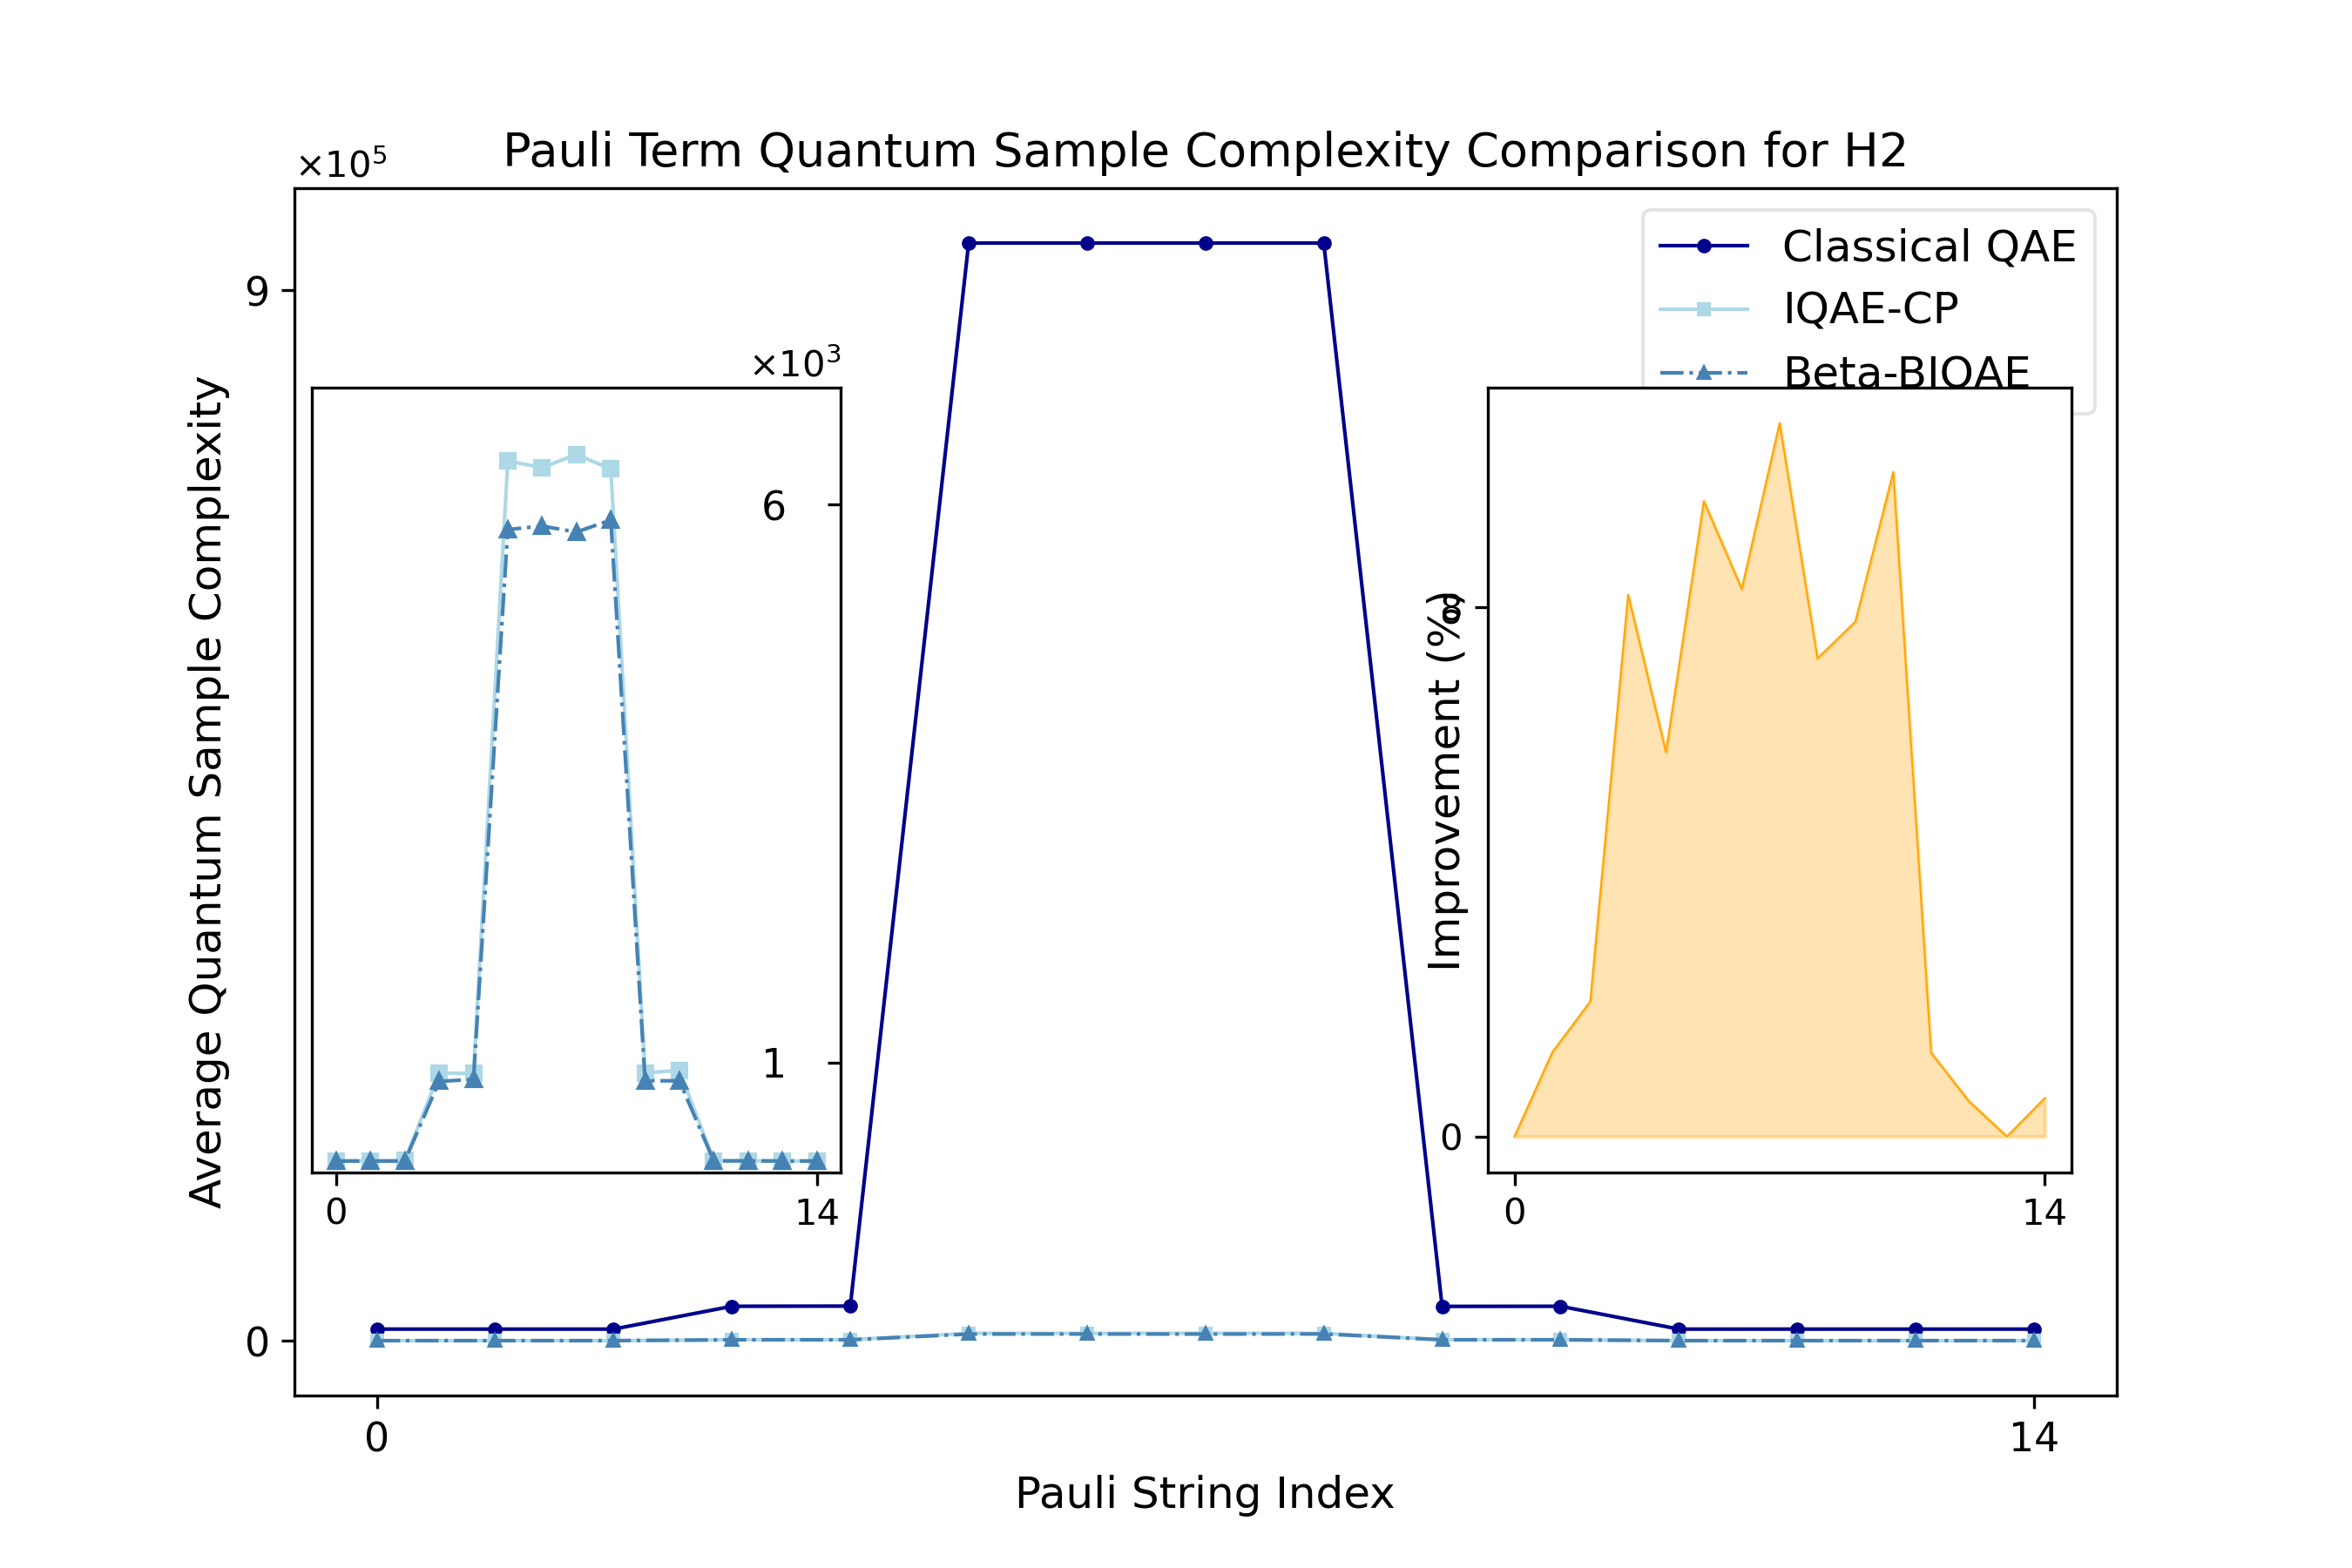 Pauli Term Quantum Sample Complexity Comparison for H2
×10⁵
Classical QAE
IQAE-CP
Beta-BIQAE
9
0
Average Quantum Sample Complexity
×10³
6
1
0
14
Improvement (%)
0
0
14
0
14
Pauli String Index